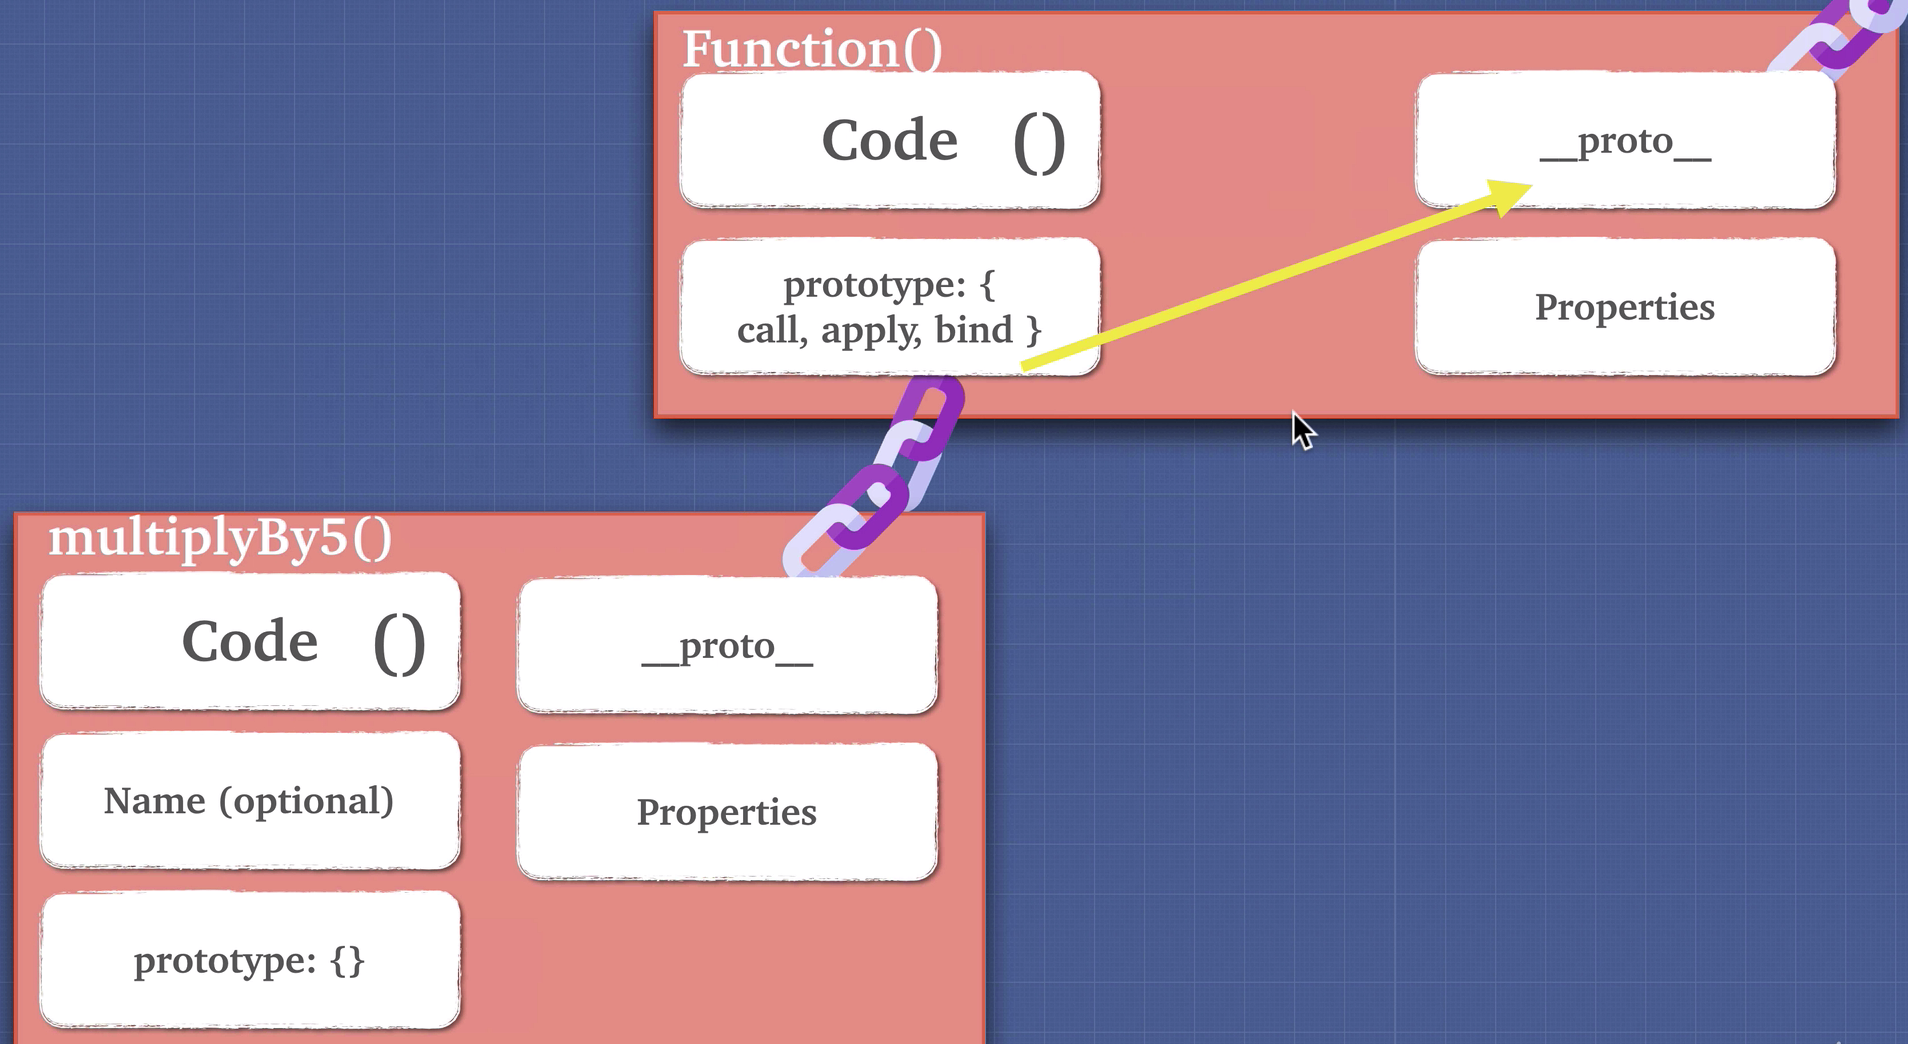 Function()
Code ()
__proto__
prototype: {
call, apply, bind }
Properties
multiplyBy5()
Code ()
__proto__
Name (optional)
Properties
prototype: {}